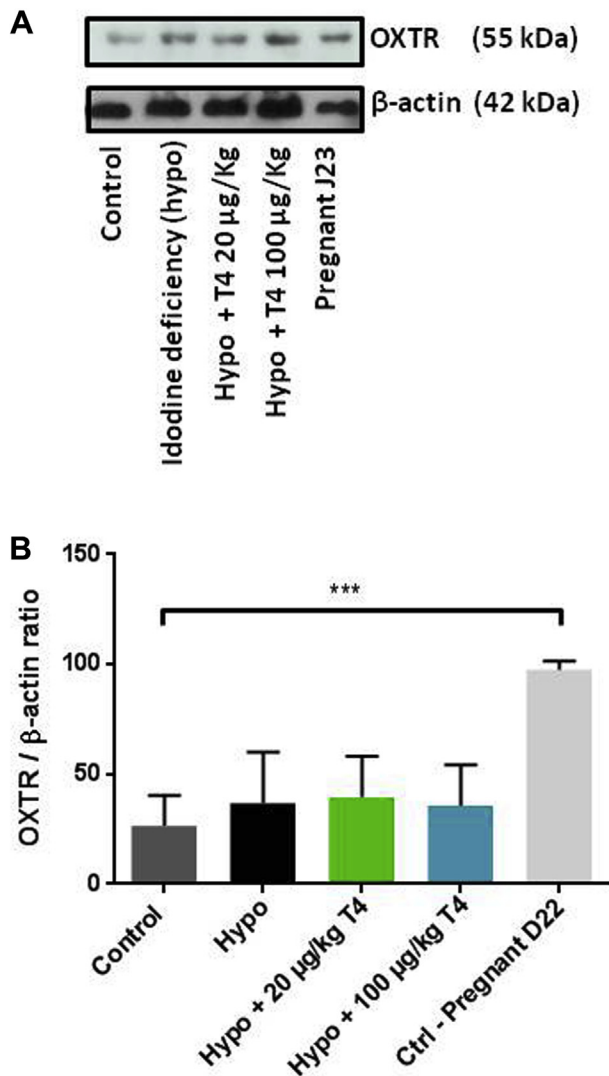 A
OXTR (55 kDa)
β-actin (42 kDa)
Control
Idodine deficiency (hypo)
Hypo + T4 20 µg/Kg
Hypo + T4 100 µg/Kg
Pregnant J23
B
OXTR / β-actin ratio
150
100
50
0
***
Control
Hypo
Hypo + 20 µg/kg T4
Hypo + 100 µg/kg T4
Ctrl - Pregnant D22